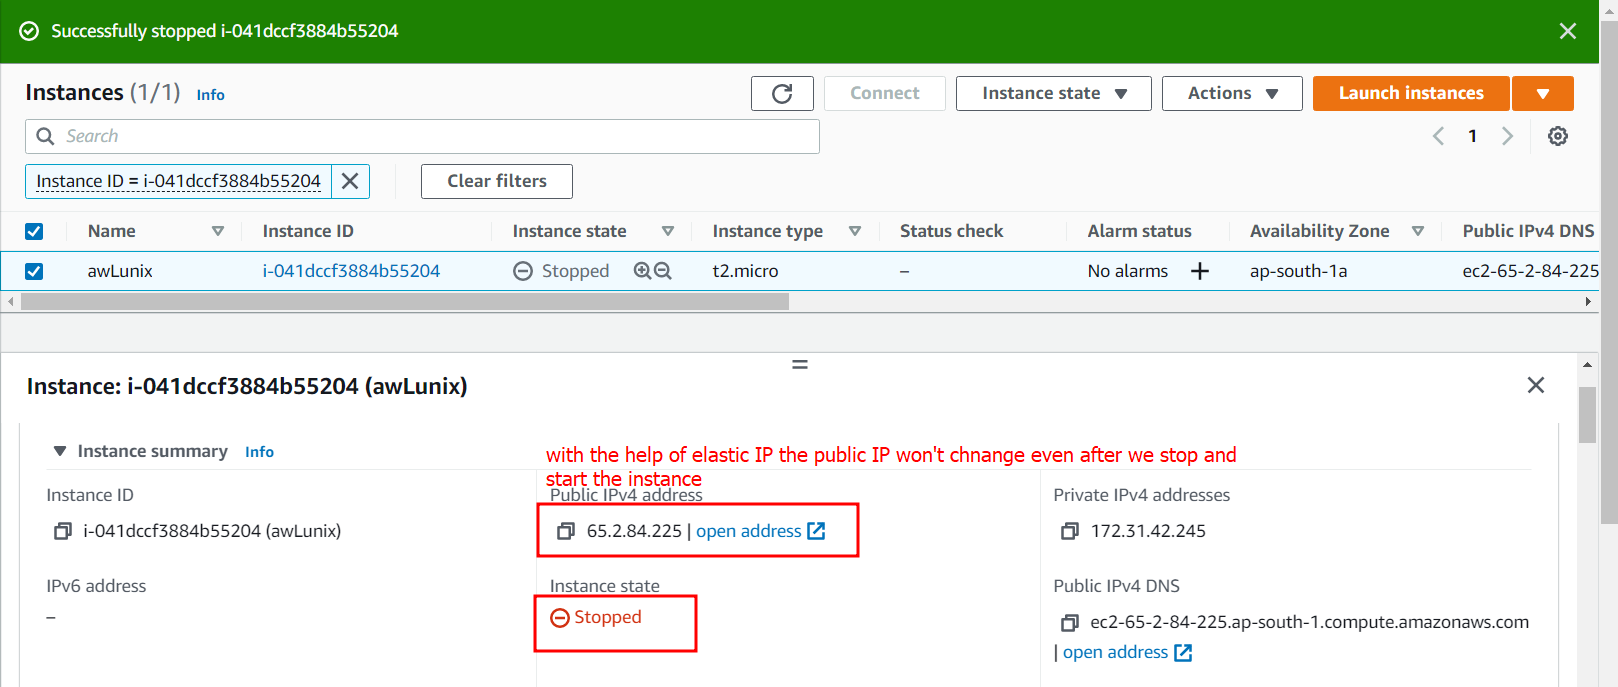 Successfully stopped i-041dccf3884b55204
Instances (1/1) Info
Connect
Instance state
Actions
Launch instances
Search
1
Instance ID = i-041dccf3884b55204
Clear filters
Name Instance ID Instance state Instance type Status check Alarm status Availability Zone Public IPv4 DNS
awLunix i-041dccf3884b55204 Stopped t2.micro – No alarms + ap-south-1a ec2-65-2-84-225
Instance: i-041dccf3884b55204 (awLunix)
Instance summary Info
with the help of elastic IP the public IP won't chnange even after we stop and
start the instance
Instance ID
i-041dccf3884b55204 (awLunix)
Public IPv4 address
65.2.84.225 | open address
Private IPv4 addresses
172.31.42.245
IPv6 address
–
Instance state
Stopped
Public IPv4 DNS
ec2-65-2-84-225.ap-south-1.compute.amazonaws.com
| open address